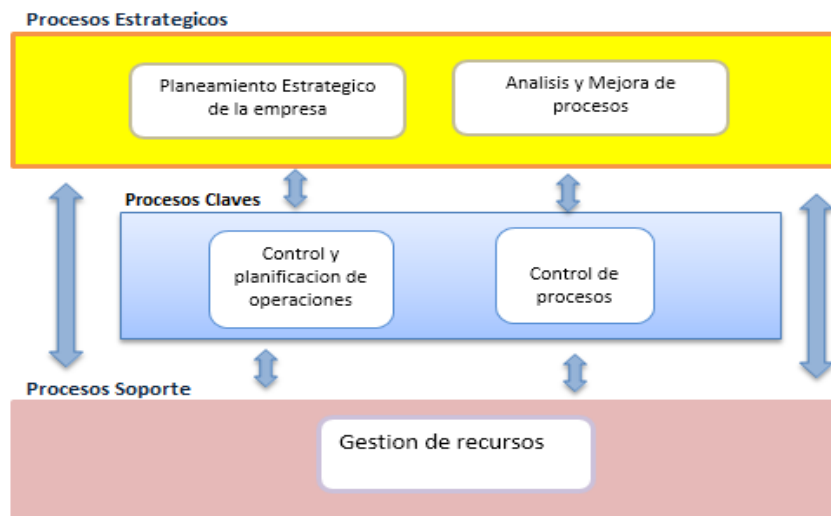 Procesos Estrategicos
Planeamiento Estrategico
de la empresa
Analisis y Mejora de
procesos
Procesos Claves
Control y
planificacion de
operaciones
Control de
procesos
Procesos Soporte
Gestion de recursos